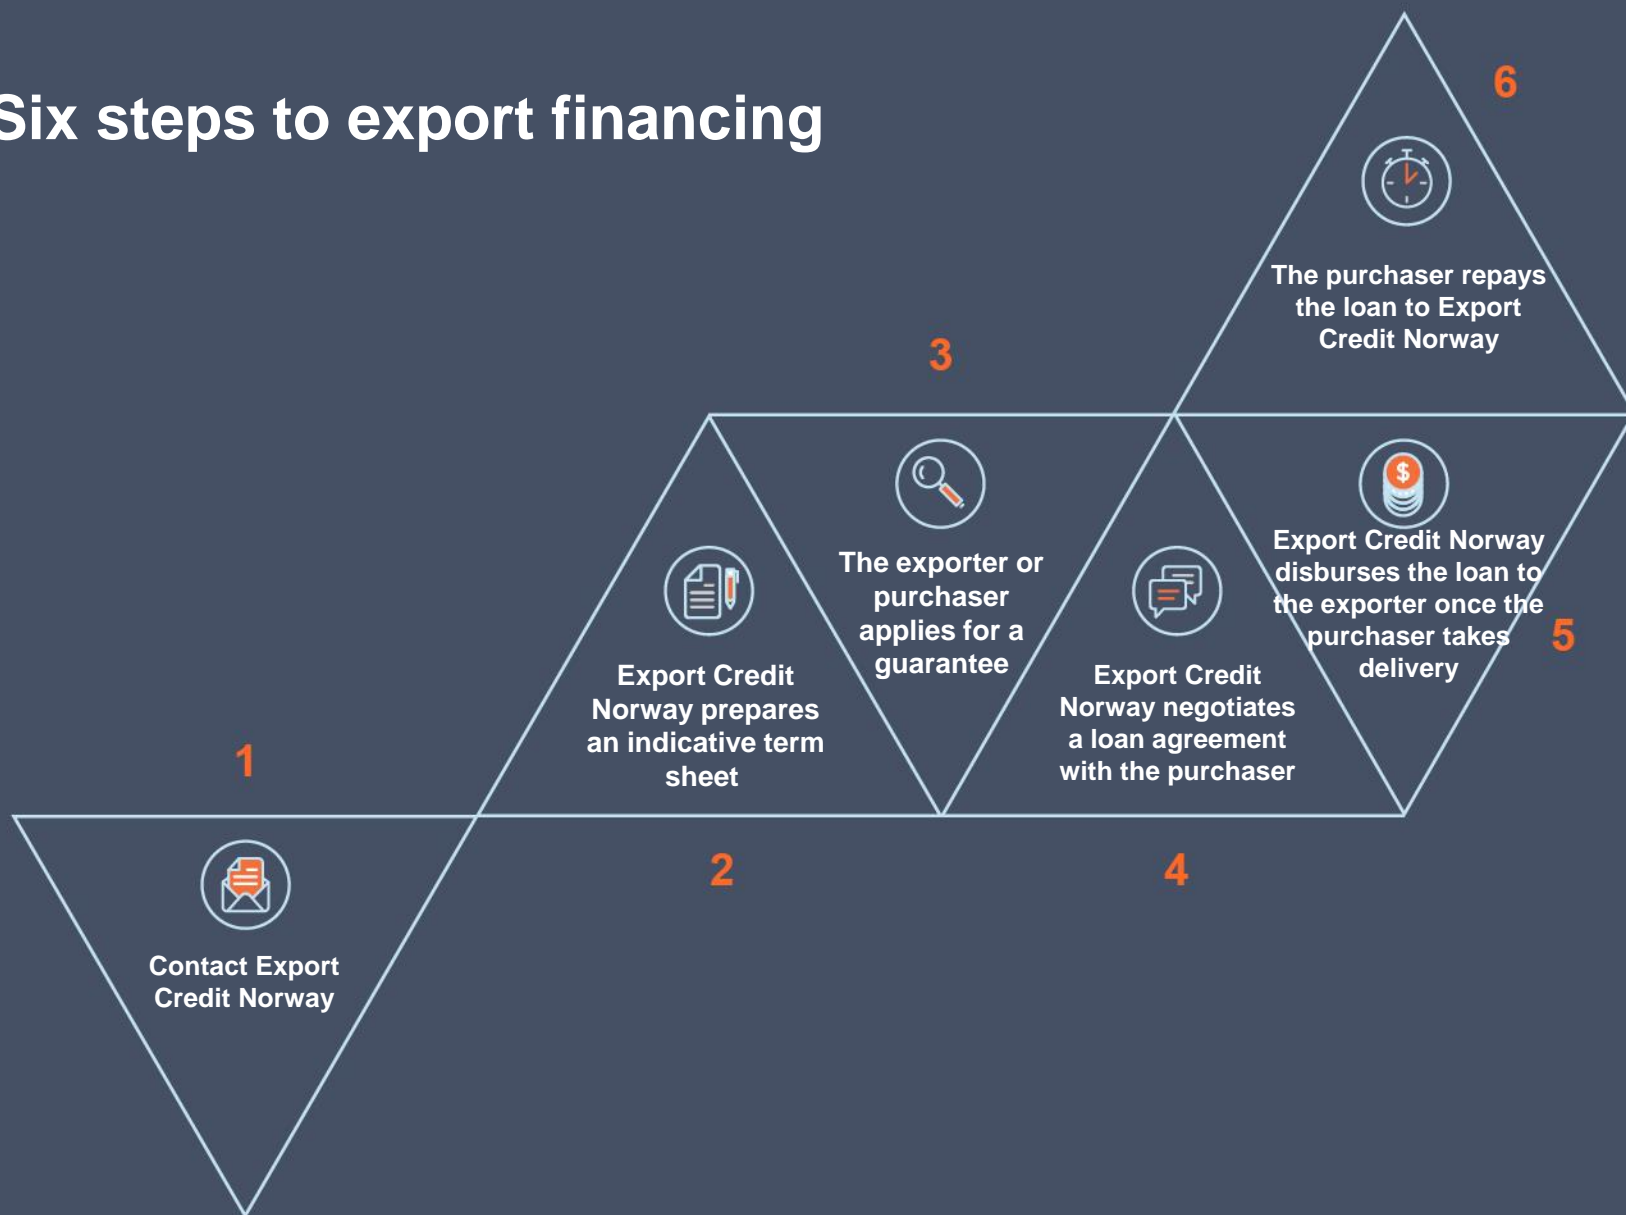 Six steps to export financing
1
Contact Export
Credit Norway
2
Export Credit
Norway prepares
an indicative term
sheet
3
The exporter or
purchaser
applies for a
guarantee
4
Export Credit
Norway negotiates
a loan agreement
with the purchaser
5
Export Credit Norway
disburses the loan to
the exporter once the
purchaser takes
delivery
6
The purchaser repays
the loan to Export
Credit Norway
$